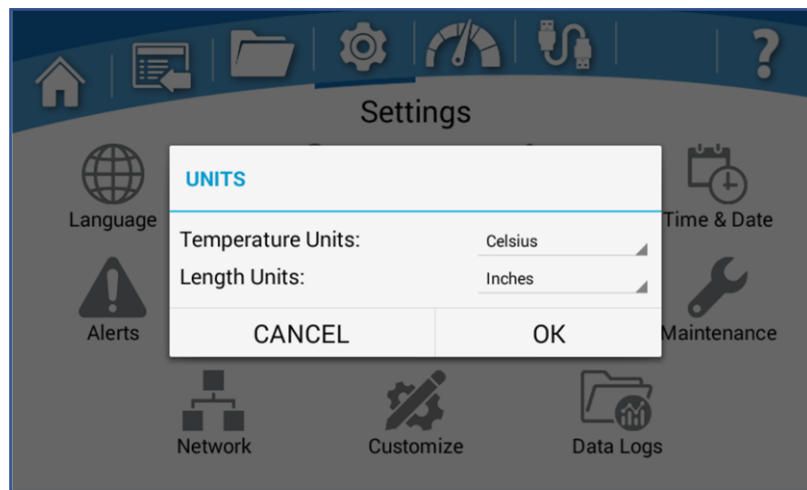 ?
Settings
Language
Time & Date
UNITS
Temperature Units: Celsius
Length Units: Inches
CANCEL OK
Alerts
Maintenance
Network Customize Data Logs